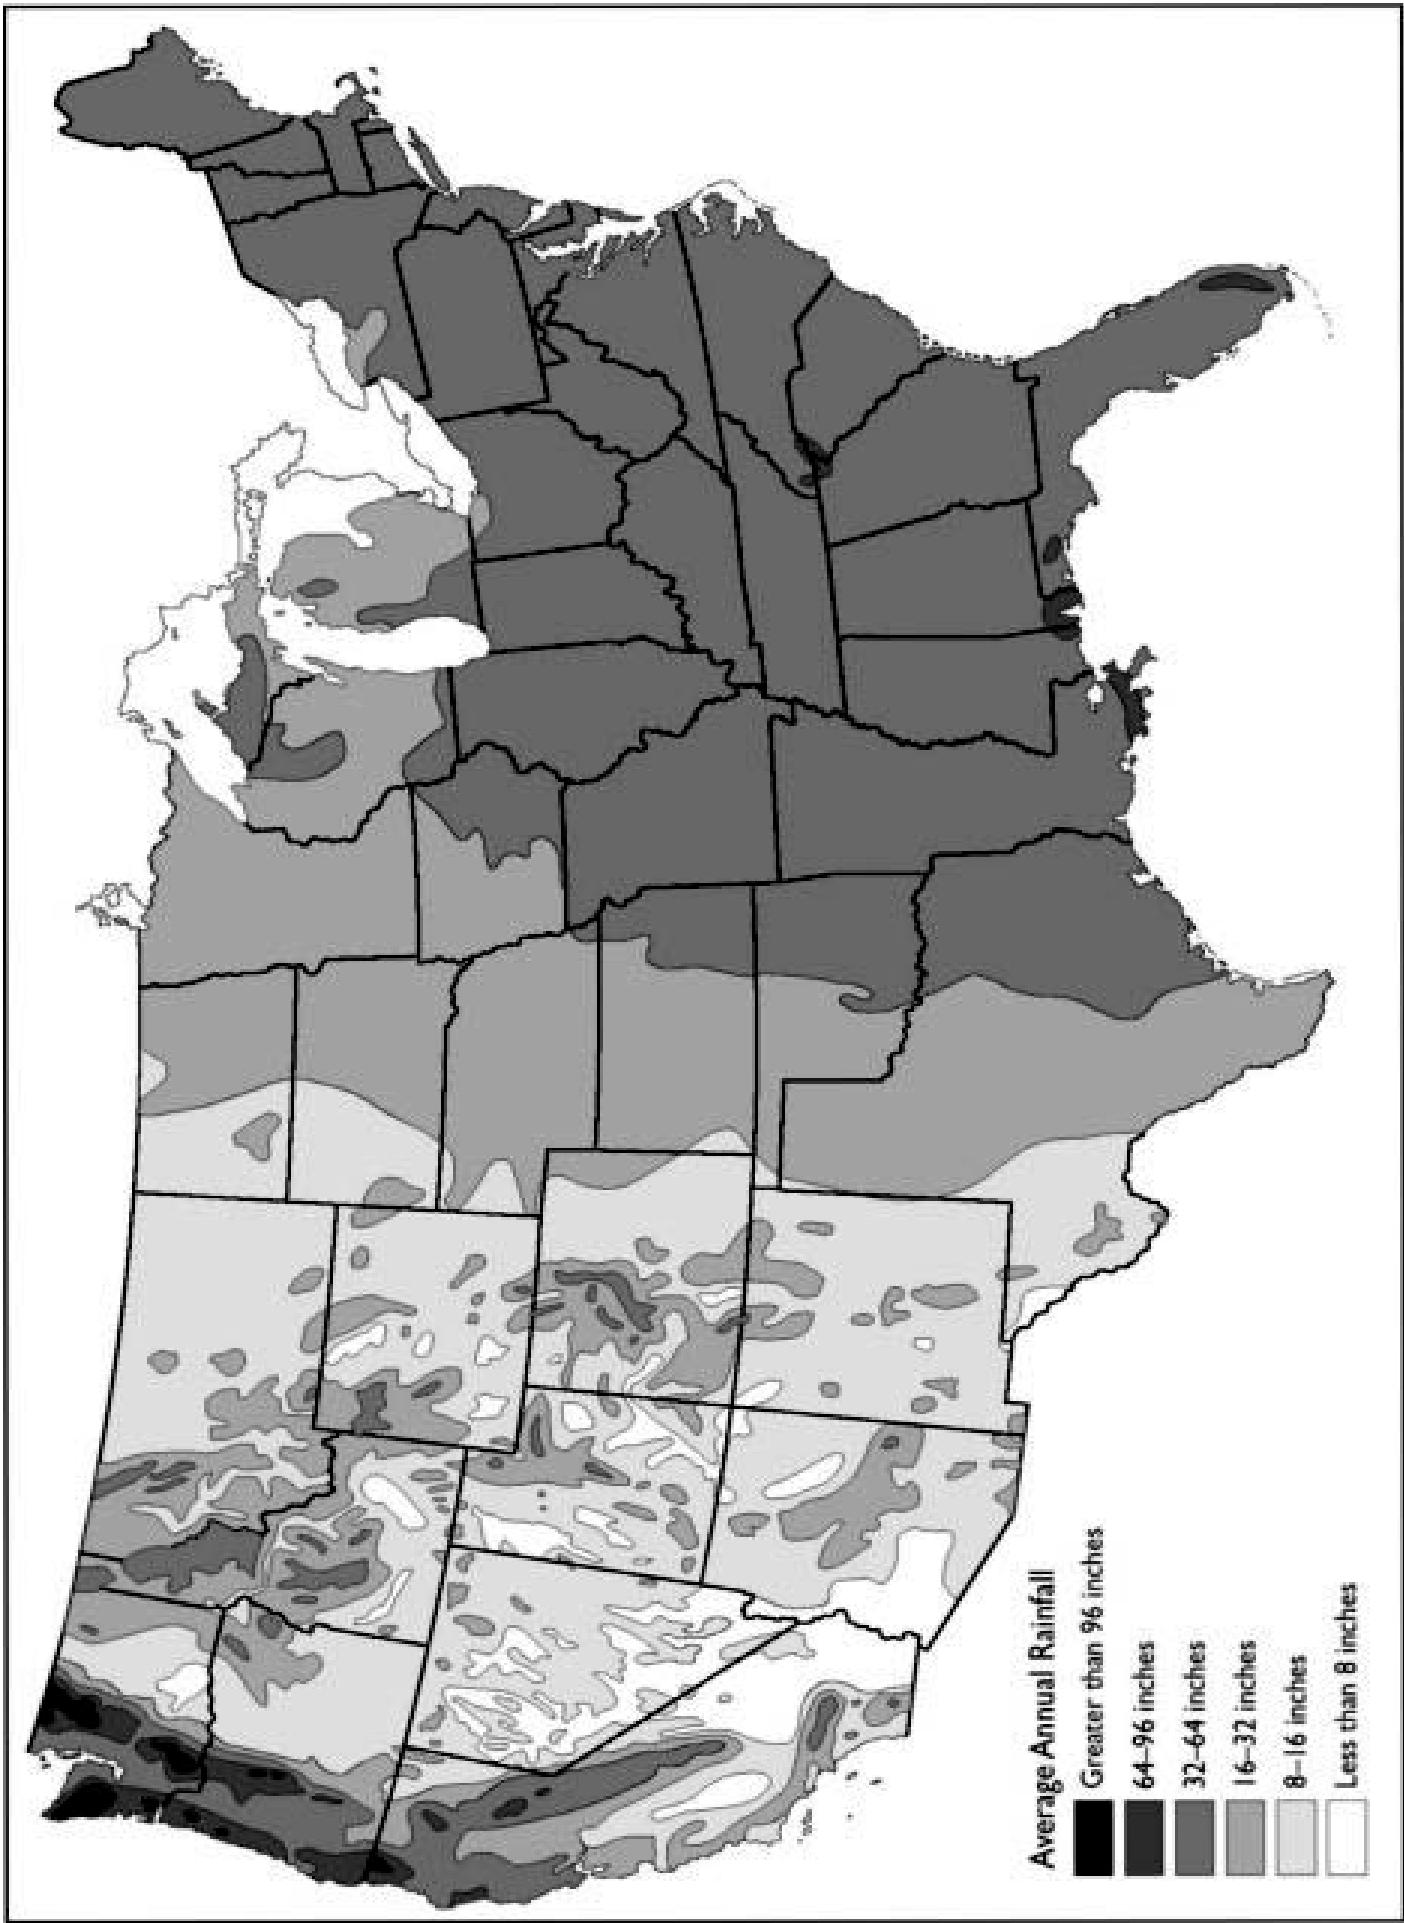 Average Annual Rainfall
Greater than 96 inches
64–96 inches
32–64 inches
16–32 inches
8–16 inches
Less than 8 inches